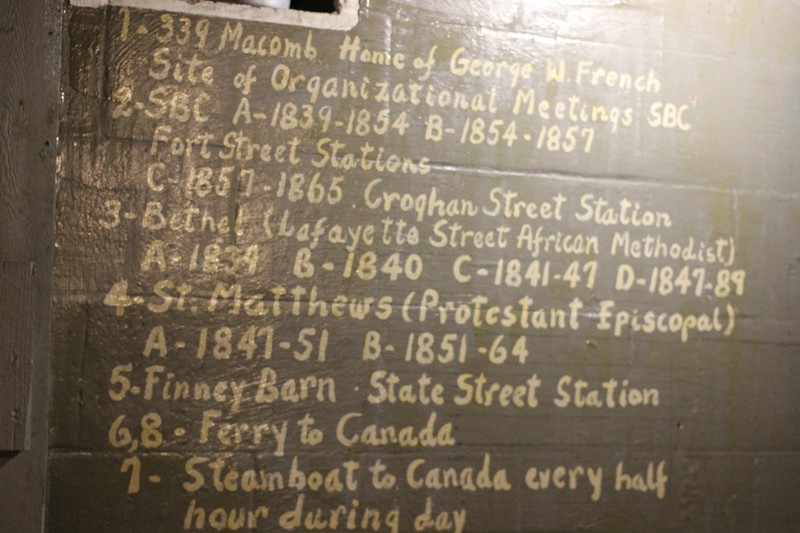 1- 339 Macomb Home of George W. French
Site of Organizational Meetings SBC
2-SBC A-1839-1854 B-1854-1857
Fort Street Stations
C-1857-1865 Croghan Street Station
3-Bethel (Lafayette Street African Methodist)
A-1839 B-1840 C-1841-47 D-1847-89
4-St. Matthews (Protestant Episcopal)
A-1847-51 B-1851-64
5-Finney Barn · State Street Station
6,8 - Ferry to Canada
7- Steamboat to Canada every half
hour during day